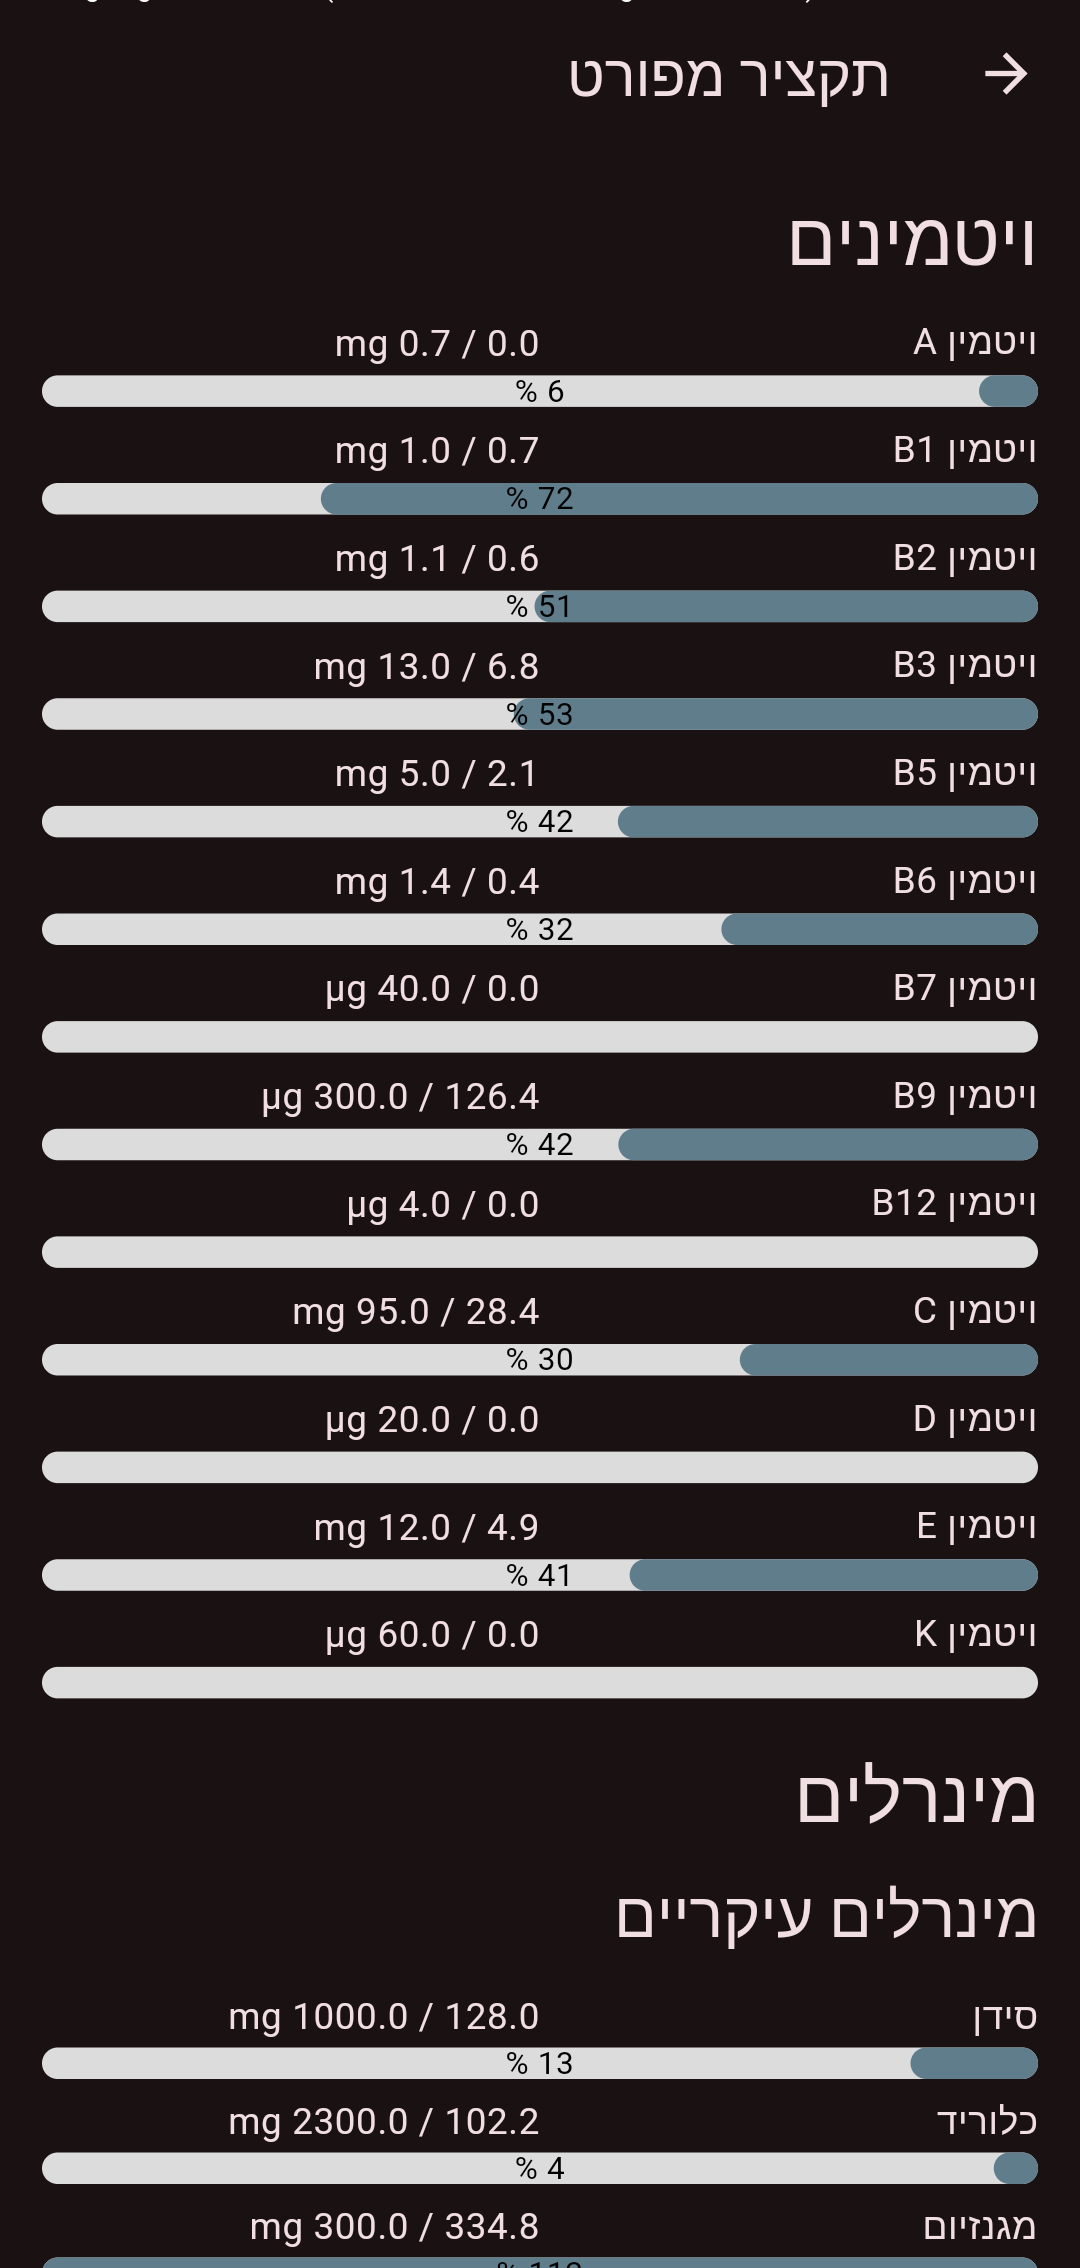 תקציר מפורט
ויטמינים
ויטמין A 0.0 / 0.7 mg
6 %
ויטמין B1 0.7 / 1.0 mg
72 %
ויטמין B2 0.6 / 1.1 mg
51 %
ויטמין B3 6.8 / 13.0 mg
53 %
ויטמין B5 2.1 / 5.0 mg
42 %
ויטמין B6 0.4 / 1.4 mg
32 %
ויטמין B7 0.0 / 40.0 µg
ויטמין B9 126.4 / 300.0 µg
42 %
ויטמין B12 0.0 / 4.0 µg
ויטמין C 28.4 / 95.0 mg
30 %
ויטמין D 0.0 / 20.0 µg
ויטמין E 4.9 / 12.0 mg
41 %
ויטמין K 0.0 / 60.0 µg
מינרלים
מינרלים עיקריים
סידן 128.0 / 1000.0 mg
13 %
כלוריד 102.2 / 2300.0 mg
4 %
מגנזיום 334.8 / 300.0 mg